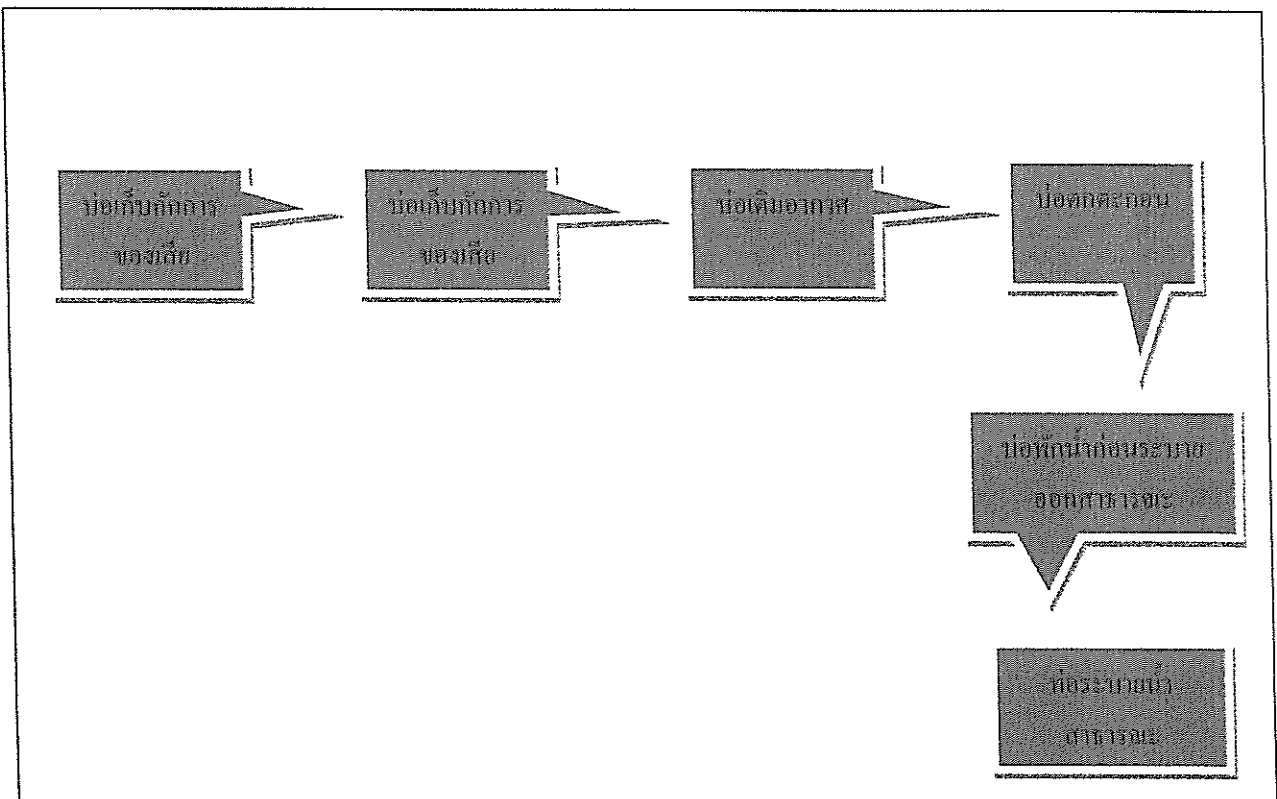 บ่อเก็บกักการ
ของเสีย
บ่อเก็บกักการ
ของเสีย
บ่อเติมอากาศ
บ่อตกตะกอน
บ่อพักน้ำก่อนระบาย
ออกสาธารณะ
ท่อระบายน้ำ
สาธารณะ